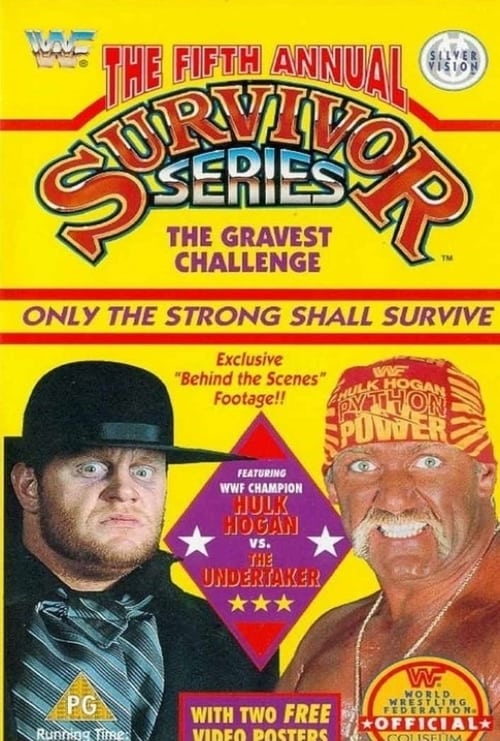 WWF
THE FIFTH ANNUAL
SILVER
VISION
SURVIVOR
SERIES
THE GRAVEST
CHALLENGE
TM
ONLY THE STRONG SHALL SURVIVE
Exclusive
"Behind the Scenes"
Footage!!
WF
HULK HOGAN
PYTHON
POWER
FEATURING
WWF CHAMPION
HULK
HOGAN
VS.
THE
UNDERTAKER
PG
Running Time:
WITH TWO FREE
VIDEO POSTERS
WF
WORLD
WRESTLING
FEDERATION
OFFICIAL
COLISEUM